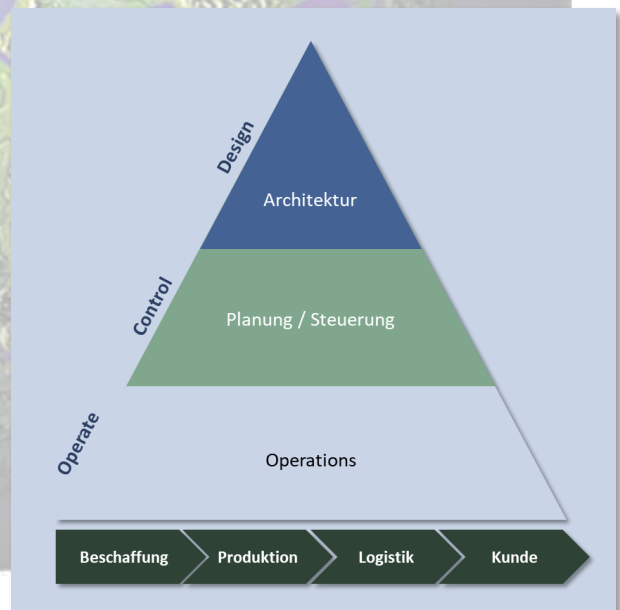 Design
Architektur
Control
Planung / Steuerung
Operate
Operations
Beschaffung
Produktion
Logistik
Kunde